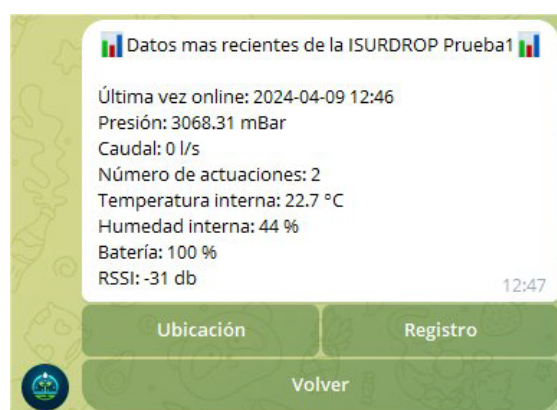 📊 Datos mas recientes de la ISURDROP Prueba1 📊
Última vez online: 2024-04-09 12:46
Presión: 3068.31 mBar
Caudal: 0 l/s
Número de actuaciones: 2
Temperatura interna: 22.7 °C
Humedad interna: 44 %
Batería: 100 %
RSSI: -31 db
12:47
Ubicación
Registro
Volver